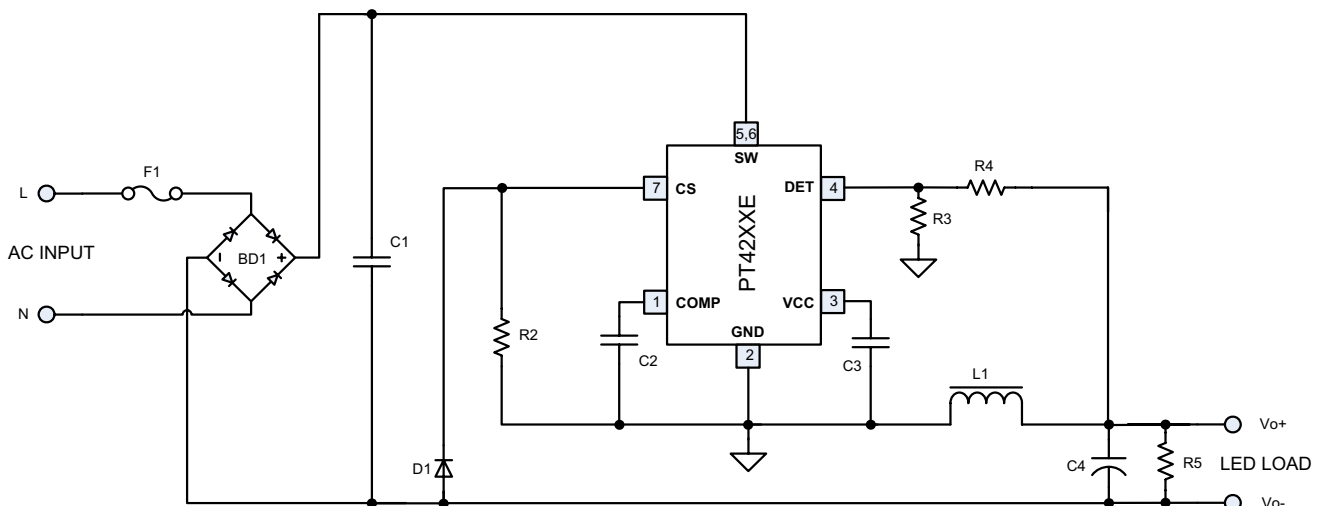 5,6
SW
F1
L
7
CS
DET
4
R4
R3
C1
AC INPUT
BD1
-
+
PT42XXE
N
1
COMP
VCC
3
R2
GND
2
C2
C3
L1
Vo+
D1
C4
R5
LED LOAD
Vo-